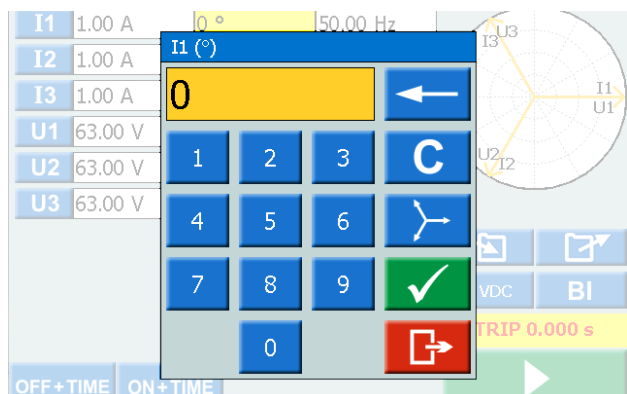 I1 1.00 A 0 ° 50.00 Hz
I2 1.00 A
I3 1.00 A
U1 63.00 V
U2 63.00 V
U3 63.00 V
I1 (°)
0
1 2 3 C
4 5 6
7 8 9
0
U3
I3
I1
U1
U2
I2
VDC BI
TRIP 0.000 s
OFF+TIME ON+TIME